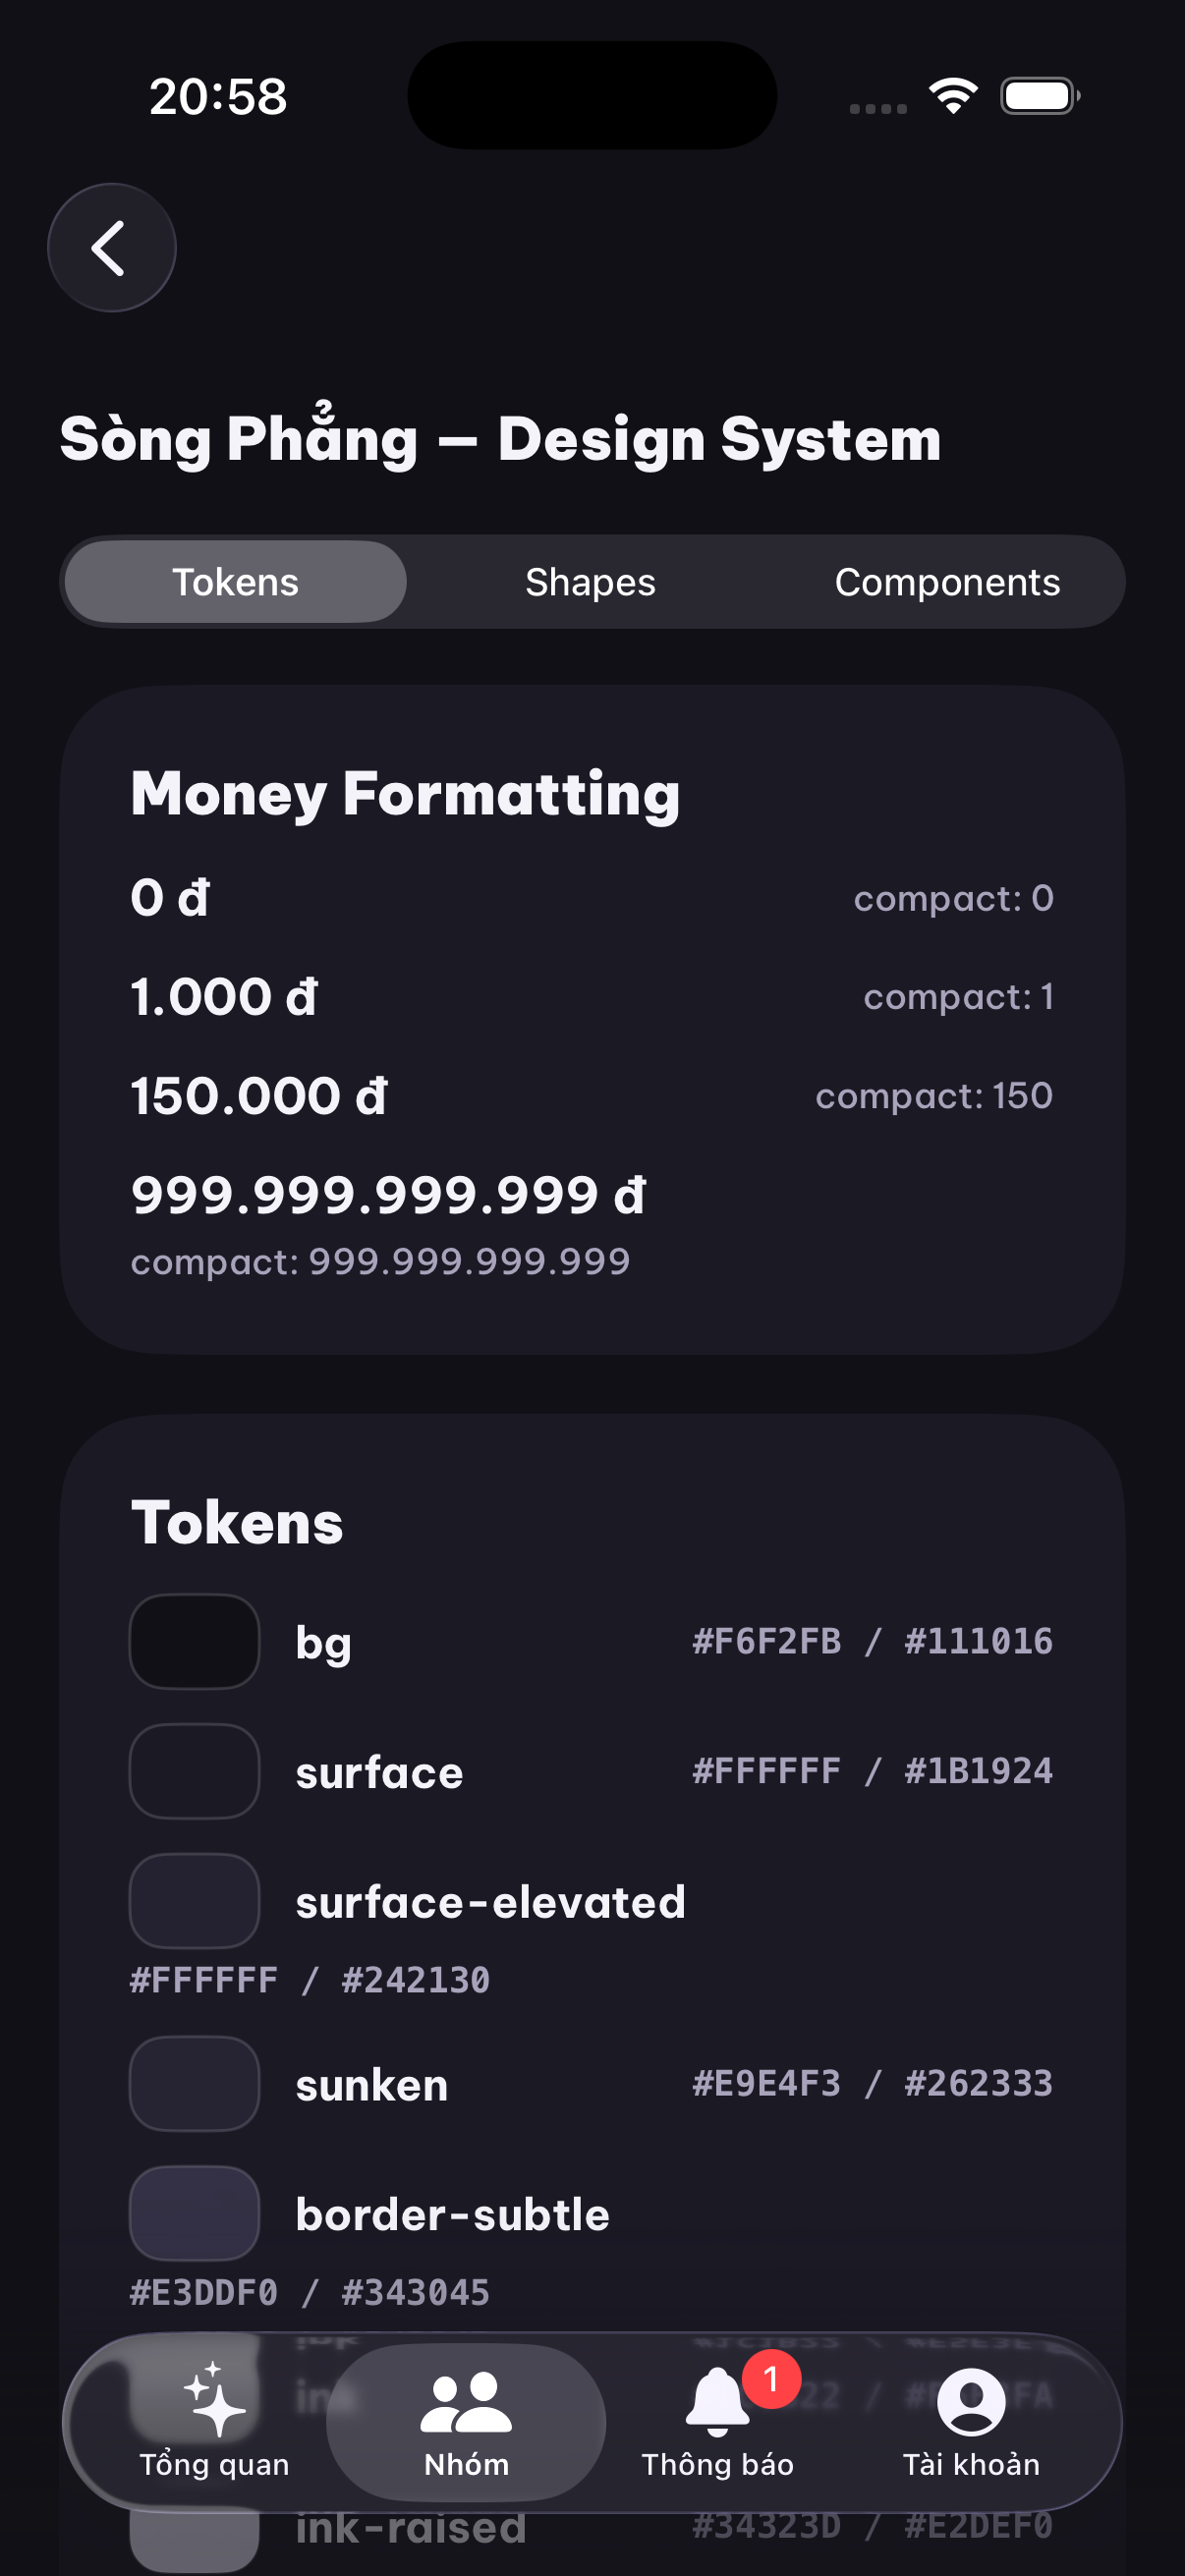 20:58
Sòng Phẳng – Design System
Tokens
Shapes
Components
Money Formatting
0 đ
compact: 0
1.000 đ
compact: 1
150.000 đ
compact: 150
999.999.999.999 đ
compact: 999.999.999.999
Tokens
bg
#F6F2FB / #111016
surface
#FFFFFF / #1B1924
surface-elevated
#FFFFFF / #242130
sunken
#E9E4F3 / #262333
border-subtle
#E3DDF0 / #343045
1
Tổng quan
Nhóm
Thông báo
Tài khoản
ink-raised
#34323D / #E2DEF0